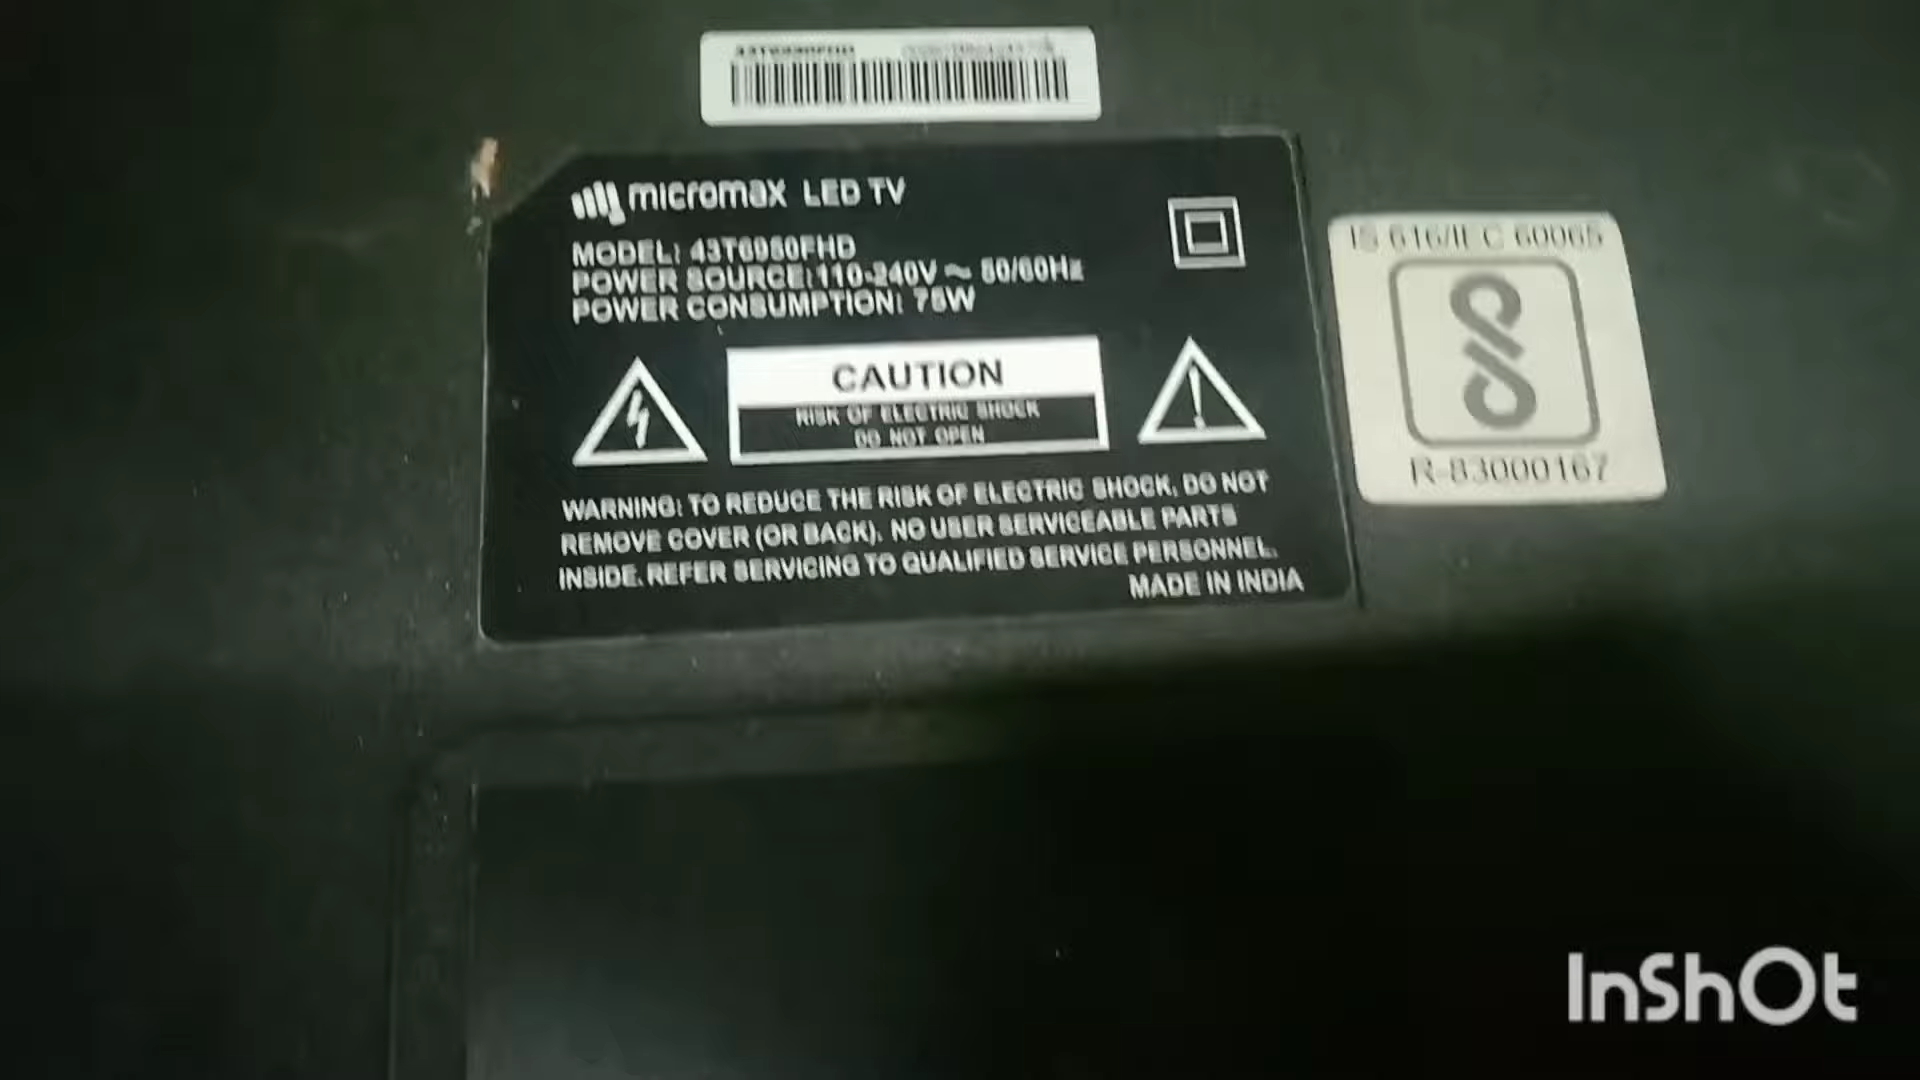 micromax LED TV
MODEL: 43T6950FHD
POWER SOURCE:110-240V ~ 50/60Hz
POWER CONSUMPTION: 75W
CAUTION
RISK OF ELECTRIC SHOCK
DO NOT OPEN
WARNING: TO REDUCE THE RISK OF ELECTRIC SHOCK, DO NOT
REMOVE COVER (OR BACK). NO USER SERVICEABLE PARTS
INSIDE. REFER SERVICING TO QUALIFIED SERVICE PERSONNEL.
MADE IN INDIA
IS 616/IEC 60065
R-83000167
InShOt